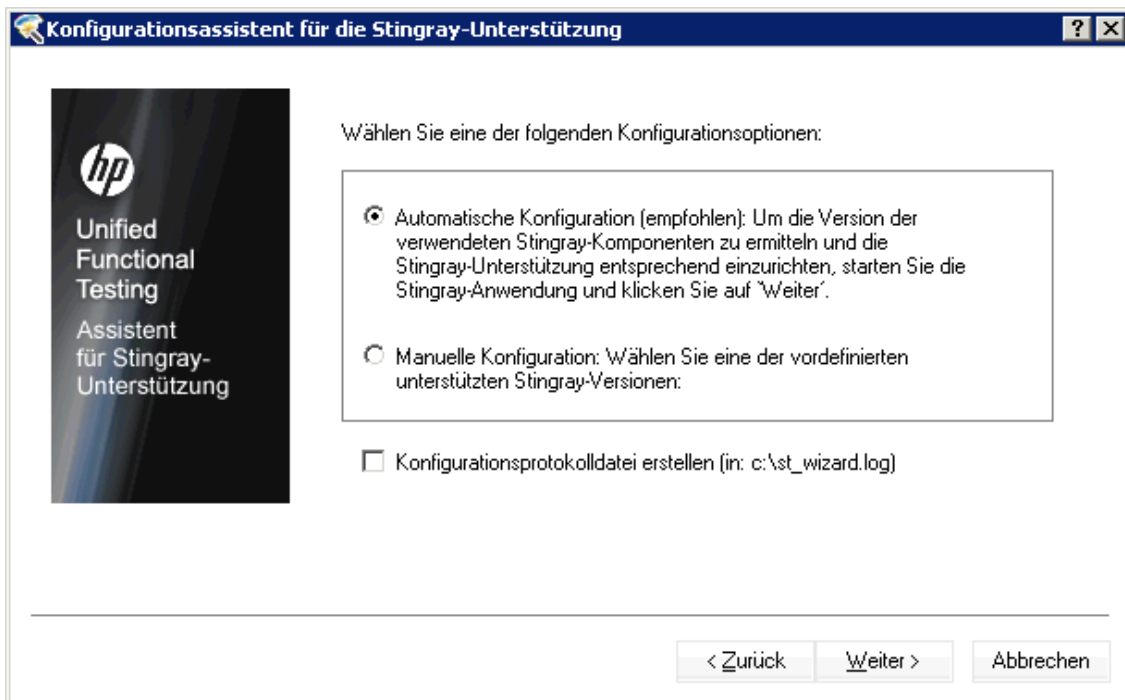 Konfigurationsassistent für die Stingray-Unterstützung
?
hp
Unified
Functional
Testing
Assistent
für Stingray-
Unterstützung
Wählen Sie eine der folgenden Konfigurationsoptionen:
Automatische Konfiguration (empfohlen): Um die Version der
verwendeten Stingray-Komponenten zu ermitteln und die
Stingray-Unterstützung entsprechend einzurichten, starten Sie die
Stingray-Anwendung und klicken Sie auf `Weiter´.
Manuelle Konfiguration: Wählen Sie eine der vordefinierten
unterstützten Stingray-Versionen:
Konfigurationsprotokolldatei erstellen (in: c:\st_wizard.log)
< Zurück
Weiter >
Abbrechen